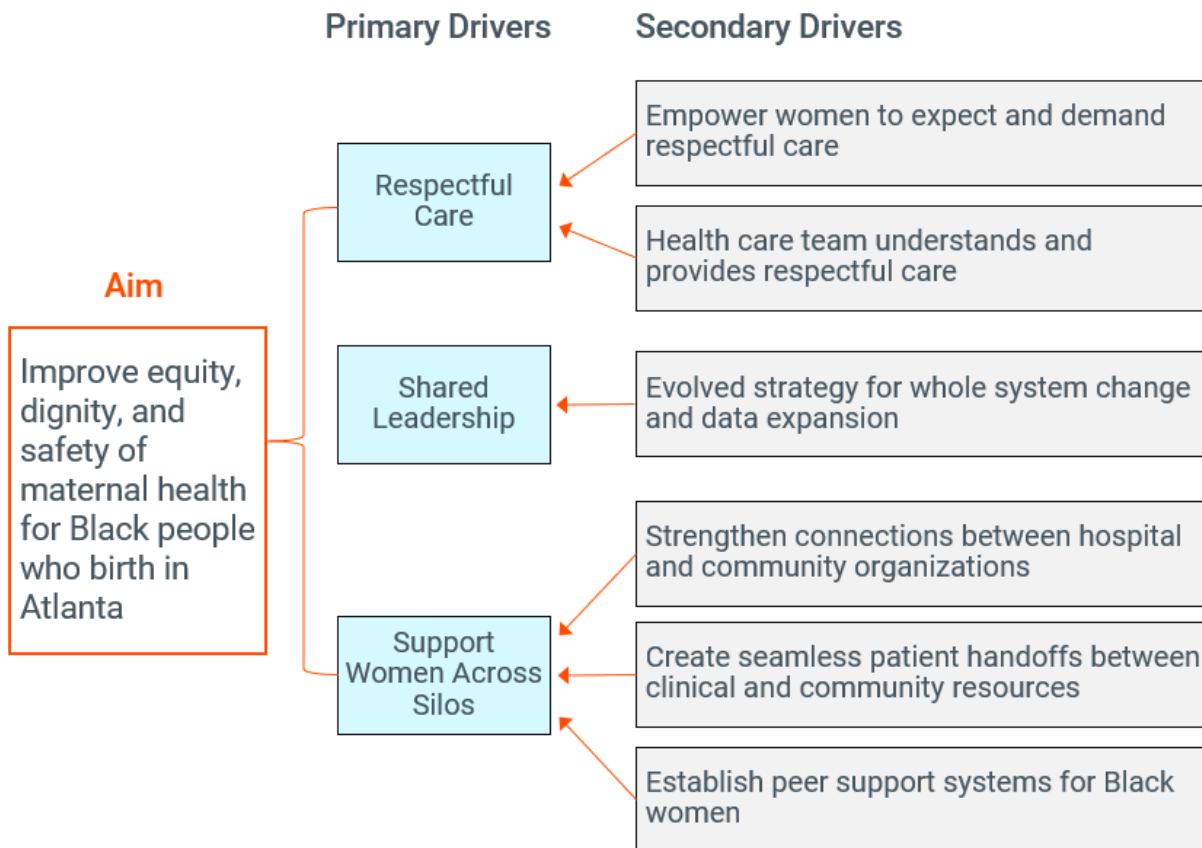 Primary Drivers
Secondary Drivers
Aim
Improve equity,
dignity, and
safety of
maternal health
for Black people
who birth in
Atlanta
Respectful
Care
Empower women to expect and demand
respectful care
Health care team understands and
provides respectful care
Shared
Leadership
Evolved strategy for whole system change
and data expansion
Support
Women Across
Silos
Strengthen connections between hospital
and community organizations
Create seamless patient handoffs between
clinical and community resources
Establish peer support systems for Black
women